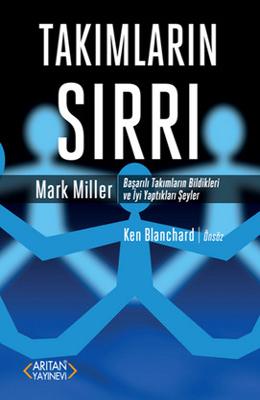 TAKIMLARIN
SIRRI
Mark Miller
Başarılı Takımların Bildikleri
ve İyi Yaptıkları Şeyler
Ken Blanchard | Önsöz
ARITAN
YAYINEVİ